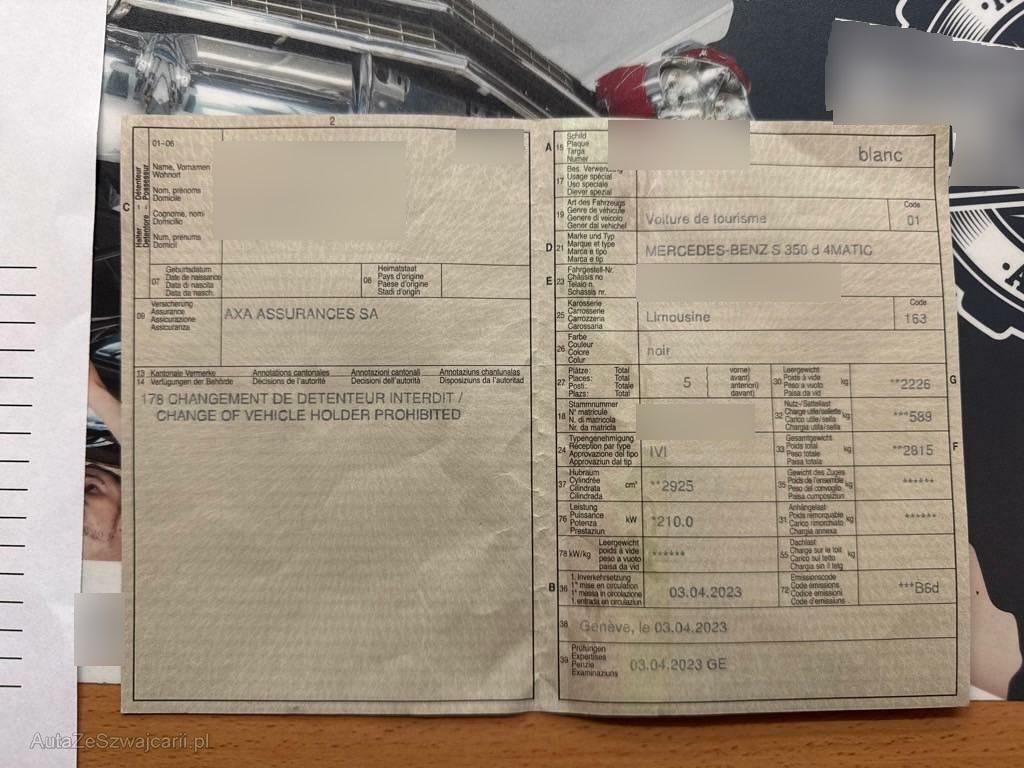 2
01-06
C
Halter - Détenteur
Detentore - Possessur
Name, Vornamen
Wohnort
Nom, prénoms
Domicile
Cognome, nomi
Domicilio
Num, prenums
Domicil
07
Geburtsdatum
Date de naissance
Data di nascita
Data da nasch.
08
Heimatstaat
Pays d'origine
Paese d'origine
Stadi d'origin
09
Versicherung
Assurance
Assicurazione
Assicuranza
AXA ASSURANCES SA
13 Kantonale Vermerke Annotations cantonales Annotazioni cantonali Annotaziuns chantunalas
14 Verfügungen der Behörde Décisions de l'autorité Decisioni dell'autorità Disposiziuns da l'autoritad
178 CHANGEMENT DE DETENTEUR INTERDIT /
CHANGE OF VEHICLE HOLDER PROHIBITED
A
15
Schild
Plaque
Targa
Numer
blanc
17
Bes. Verwendung
Usage spécial
Uso speciale
Diever spezial
19
Art des Fahrzeugs
Genre de véhicule
Genere di veicolo
Gener dal vehichel
Voiture de tourisme
Code
01
D
21
Marke und Typ
Marque et type
Marca e tipo
Marca e tip
MERCEDES-BENZ S 350 d 4MATIC
E
23
Fahrgestell-Nr.
Châssis no
Telaio n.
Schassis nr.
25
Karosserie
Carrosserie
Carrozzeria
Carossaria
Limousine
Code
163
26
Farbe
Couleur
Colore
Colur
noir
27
Plätze: Total
Places: Total
Posti: Totale
Plazs: Total
5
vorne
avant
anteriori
davant
30
Leergewicht
Poids à vide
Peso a vuoto
Paisa da vid
kg
**2226
G
18
Stammnummer
N° matricule
N. di matricola
Nr. da matricla
32
Nutz-/Sattellast
Charge utile/sellette
Carico utile/sella
Chargia utila/sella
kg
***589
24
Typengenehmigung
Réception par type
Approvazione del tipo
Approvaziun dal tip
IVI
33
Gesamtgewicht
Poids total
Peso totale
Paisa totala
kg
**2815
F
37
Hubraum
Cylindrée
Cilindrata
Cilindrada
cm³
**2925
35
Gewicht des Zuges
Poids de l'ensemble
Peso del convoglio
Paisa cumposiziun
kg
******
76
Leistung
Puissance
Potenza
Prestaziun
kW
*210.0
31
Anhängelast
Poids remorquable
Carico rimorchiato
Chargia annexa
kg
******
78 kW/kg
Leergewicht
poids à vide
peso a vuoto
paisa da vid
******
55
Dachlast
Charge sur le toit
Carico sul tetto
Chargia sin il tetg
kg
B
36
1. Inverkehrsetzung
1re mise en circulation
1a messa in circolazione
1. entrada en circulaziun
03.04.2023
72
Emissionscode
Code émissions
Codice emissioni
Code d'emissiuns
***B6d
38
Genève, le 03.04.2023
39
Prüfungen
Expertises
Perizie
Examinaziuns
03.04.2023 GE
AutaZeSzwajcarii.pl